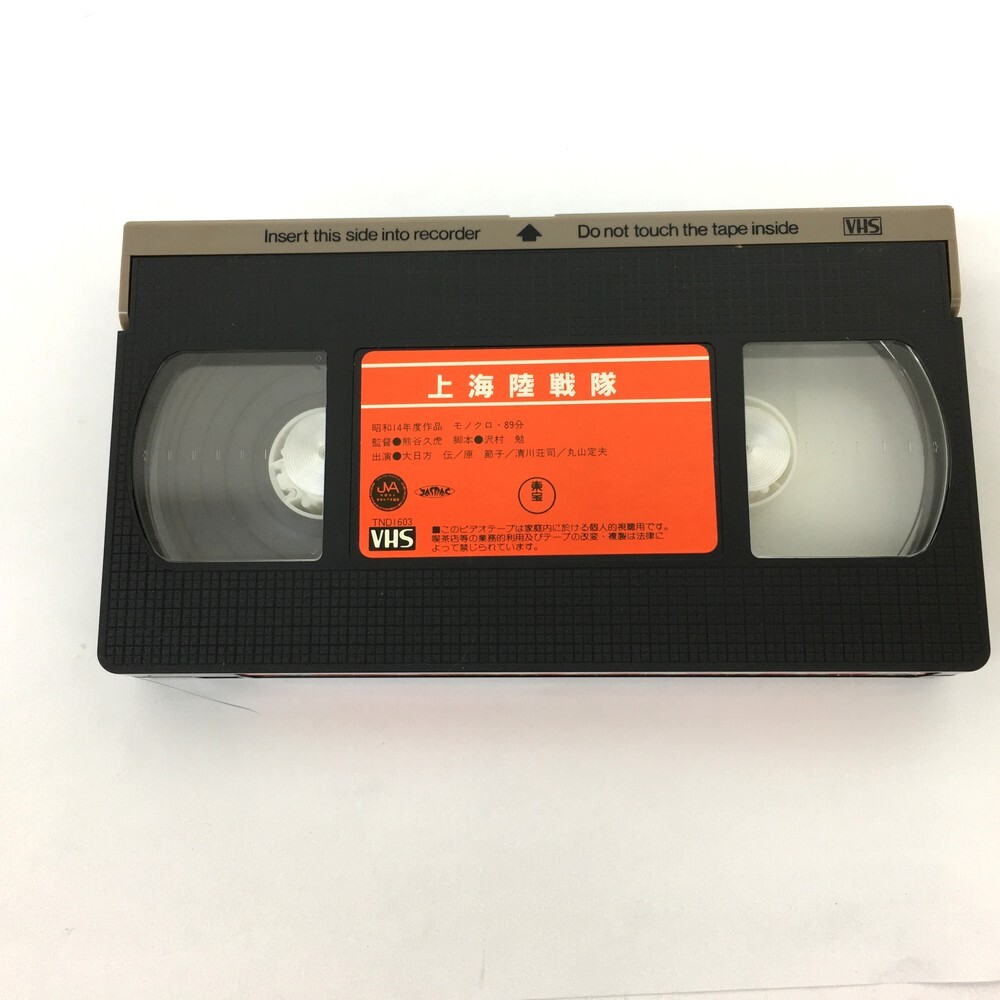 Insert this side into recorder
Do not touch the tape inside
VHS
上海陸戦隊
昭和14年度作品 モノクロ・89分
監督●熊谷久虎 脚本●沢村 勉
出演●大日方 伝/原 節子/清川荘司/丸山定夫
JVA
JASRAC
東宝
TND1603
VHS
■このビデオテープは家庭内に於ける個人的視聴用です。
喫茶店等の業務的利用及びテープの改変・複製は法律に
よって禁じられています。